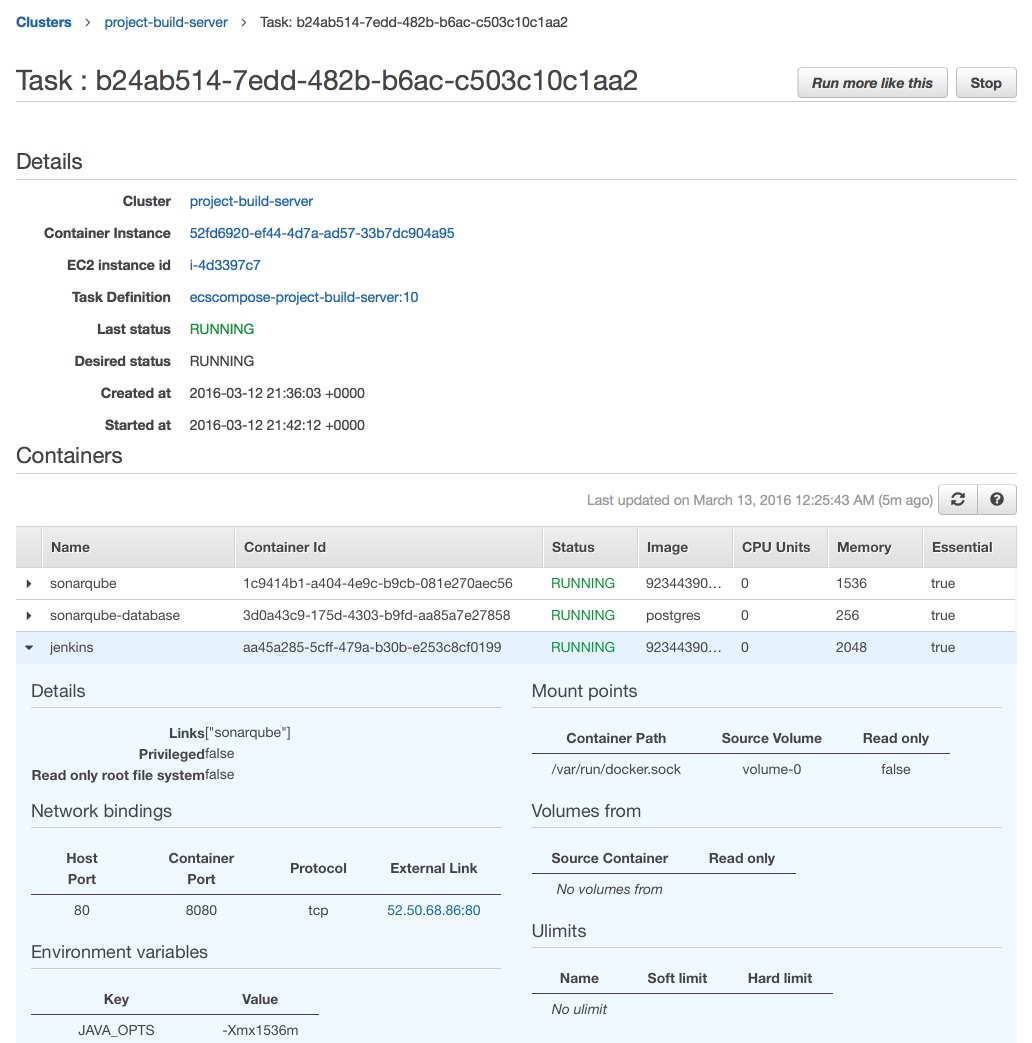 Clusters > project-build-server > Task: b24ab514-7edd-482b-b6ac-c503c10c1aa2
Task : b24ab514-7edd-482b-b6ac-c503c10c1aa2
Run more like this
Stop
Details
Cluster project-build-server
Container Instance 52fd6920-ef44-4d7a-ad57-33b7dc904a95
EC2 instance id i-4d3397c7
Task Definition ecscompose-project-build-server:10
Last status RUNNING
Desired status RUNNING
Created at 2016-03-12 21:36:03 +0000
Started at 2016-03-12 21:42:12 +0000
Containers
Last updated on March 13, 2016 12:25:43 AM (5m ago)
Name Container Id Status Image CPU Units Memory Essential
sonarqube 1c9414b1-a404-4e9c-b9cb-081e270aec56 RUNNING 92344390... 0 1536 true
sonarqube-database 3d0a43c9-175d-4303-b9fd-aa85a7e27858 RUNNING postgres 0 256 true
jenkins aa45a285-5cff-479a-b30b-e253c8cf0199 RUNNING 92344390... 0 2048 true
Details
Links ["sonarqube"]
Privileged false
Read only root file system false
Network bindings
Host Port Container Port Protocol External Link
80 8080 tcp 52.50.68.86:80
Environment variables
Key Value
JAVA_OPTS -Xmx1536m
Mount points
Container Path Source Volume Read only
/var/run/docker.sock volume-0 false
Volumes from
Source Container Read only
No volumes from
Ulimits
Name Soft limit Hard limit
No ulimit